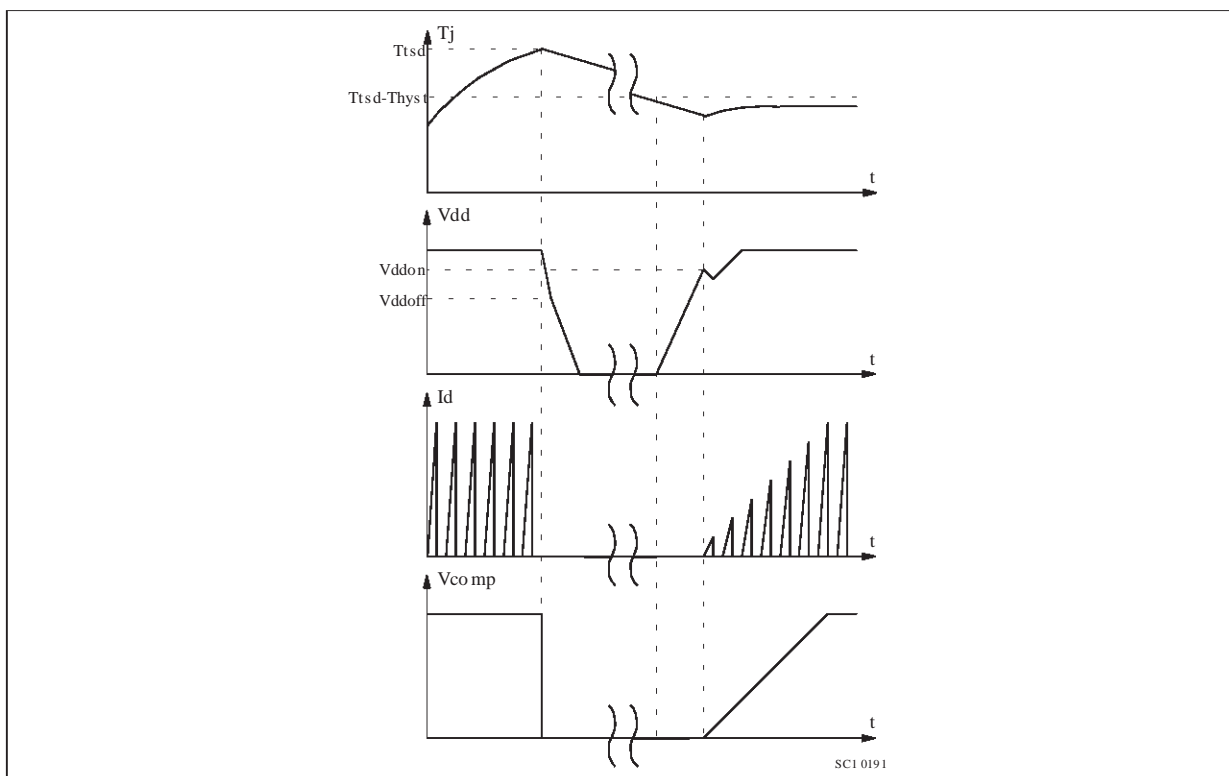 Tj
Ttsd
Ttsd-Thyst
t
Vdd
Vddon
Vddoff
t
Id
t
Vcomp
t
SC10191